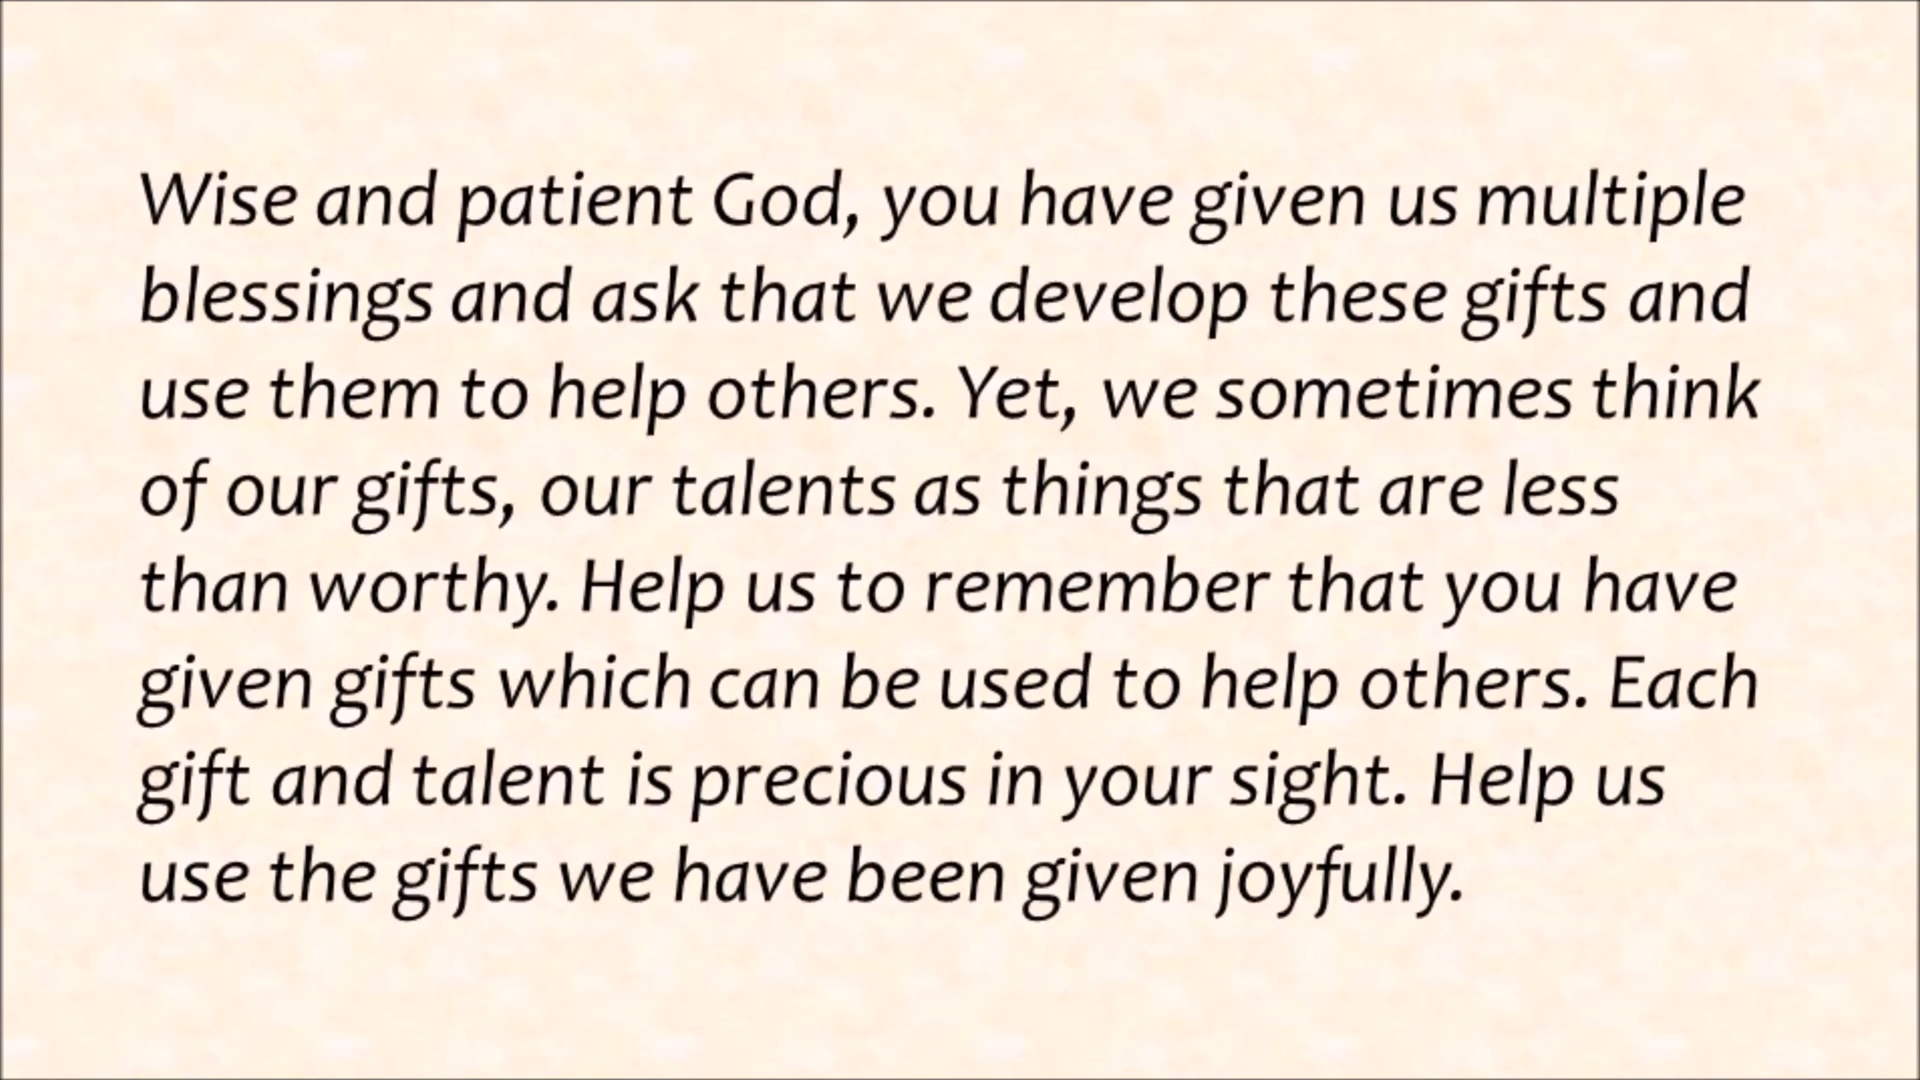 Wise and patient God, you have given us multiple
blessings and ask that we develop these gifts and
use them to help others. Yet, we sometimes think
of our gifts, our talents as things that are less
than worthy. Help us to remember that you have
given gifts which can be used to help others. Each
gift and talent is precious in your sight. Help us
use the gifts we have been given joyfully.